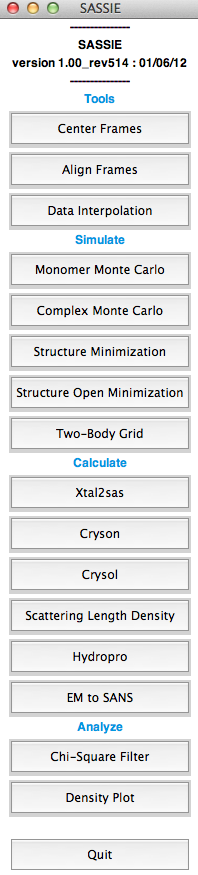 SASSIE
---------------
SASSIE
version 1.00_rev514 : 01/06/12
---------------
Tools
Center Frames
Align Frames
Data Interpolation
Simulate
Monomer Monte Carlo
Complex Monte Carlo
Structure Minimization
Structure Open Minimization
Two-Body Grid
Calculate
Xtal2sas
Cryson
Crysol
Scattering Length Density
Hydropro
EM to SANS
Analyze
Chi-Square Filter
Density Plot
Quit